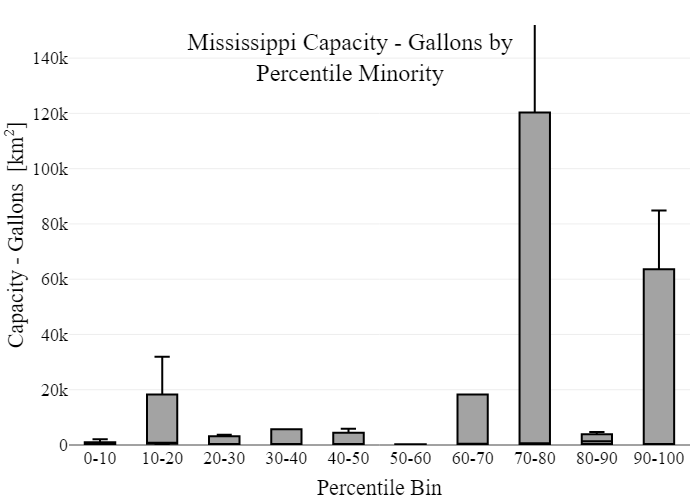 Mississippi Capacity - Gallons by
Percentile Minority
Capacity - Gallons [km²]
140k
120k
100k
80k
60k
40k
20k
0
0-10 10-20 20-30 30-40 40-50 50-60 60-70 70-80 80-90 90-100
Percentile Bin